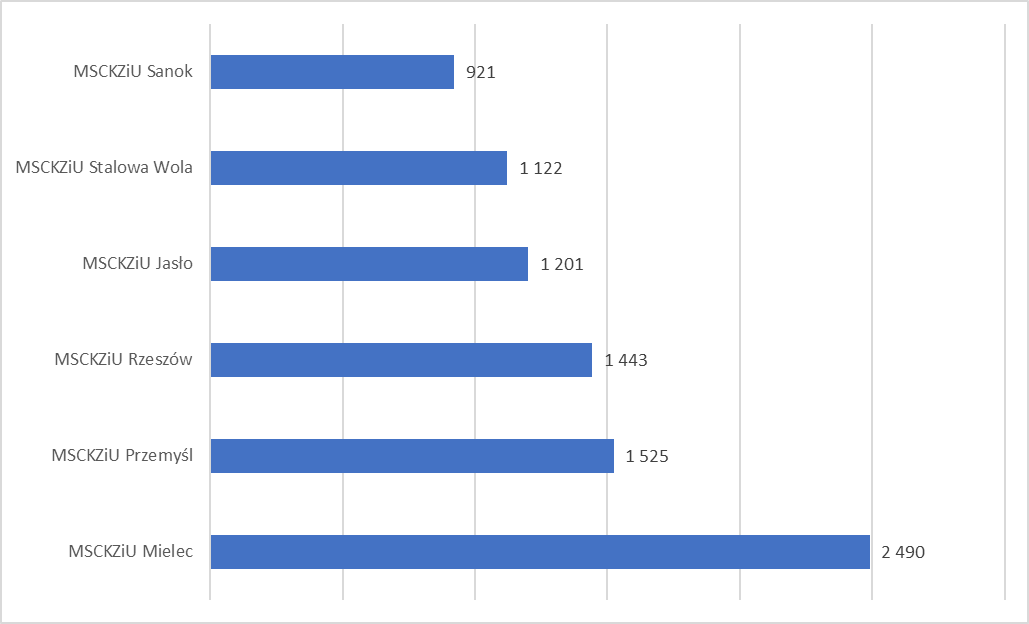 MSCKZiU Sanok 921
MSCKZiU Stalowa Wola 1 122
MSCKZiU Jasło 1 201
MSCKZiU Rzeszów 1 443
MSCKZiU Przemyśl 1 525
MSCKZiU Mielec 2 490